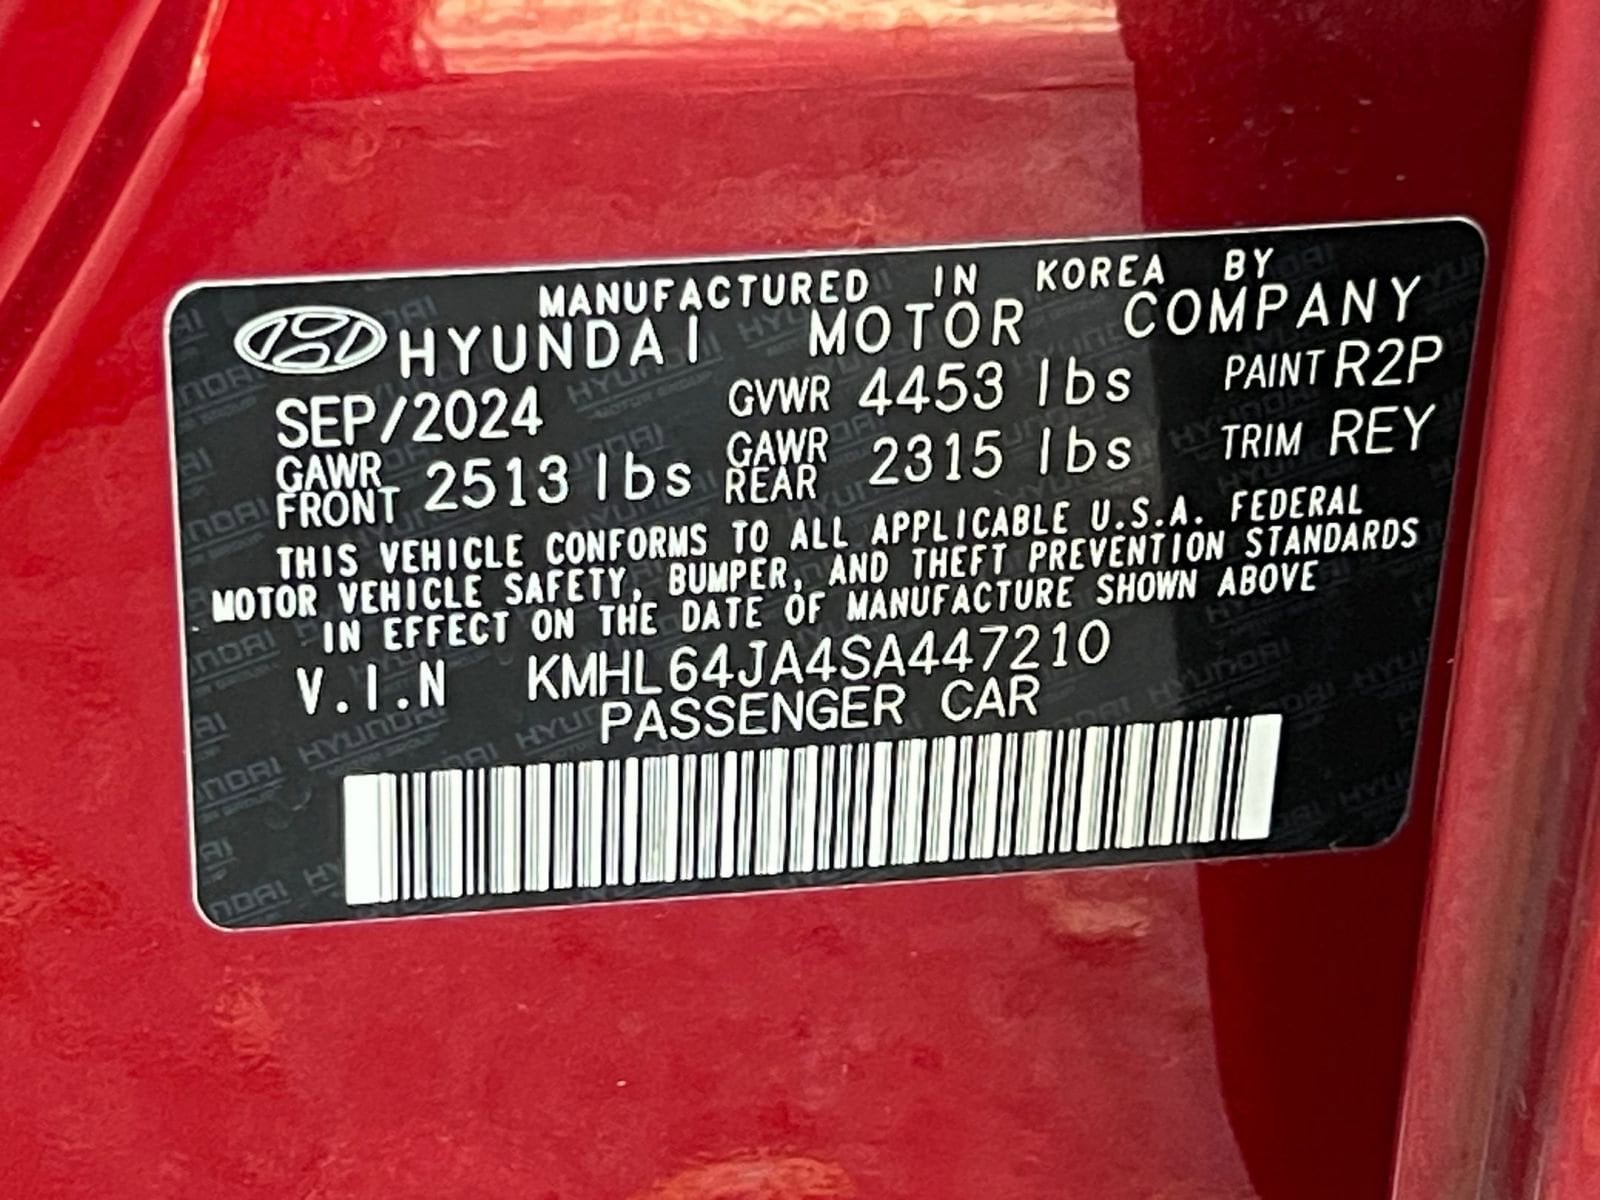 MANUFACTURED IN KOREA BY
HYUNDAI MOTOR COMPANY
SEP/2024 GVWR 4453 lbs PAINT R2P
GAWR FRONT 2513 lbs GAWR REAR 2315 lbs TRIM REY
THIS VEHICLE CONFORMS TO ALL APPLICABLE U.S.A. FEDERAL
MOTOR VEHICLE SAFETY, BUMPER, AND THEFT PREVENTION STANDARDS
IN EFFECT ON THE DATE OF MANUFACTURE SHOWN ABOVE
V.I.N KMHL64JA4SA447210
PASSENGER CAR